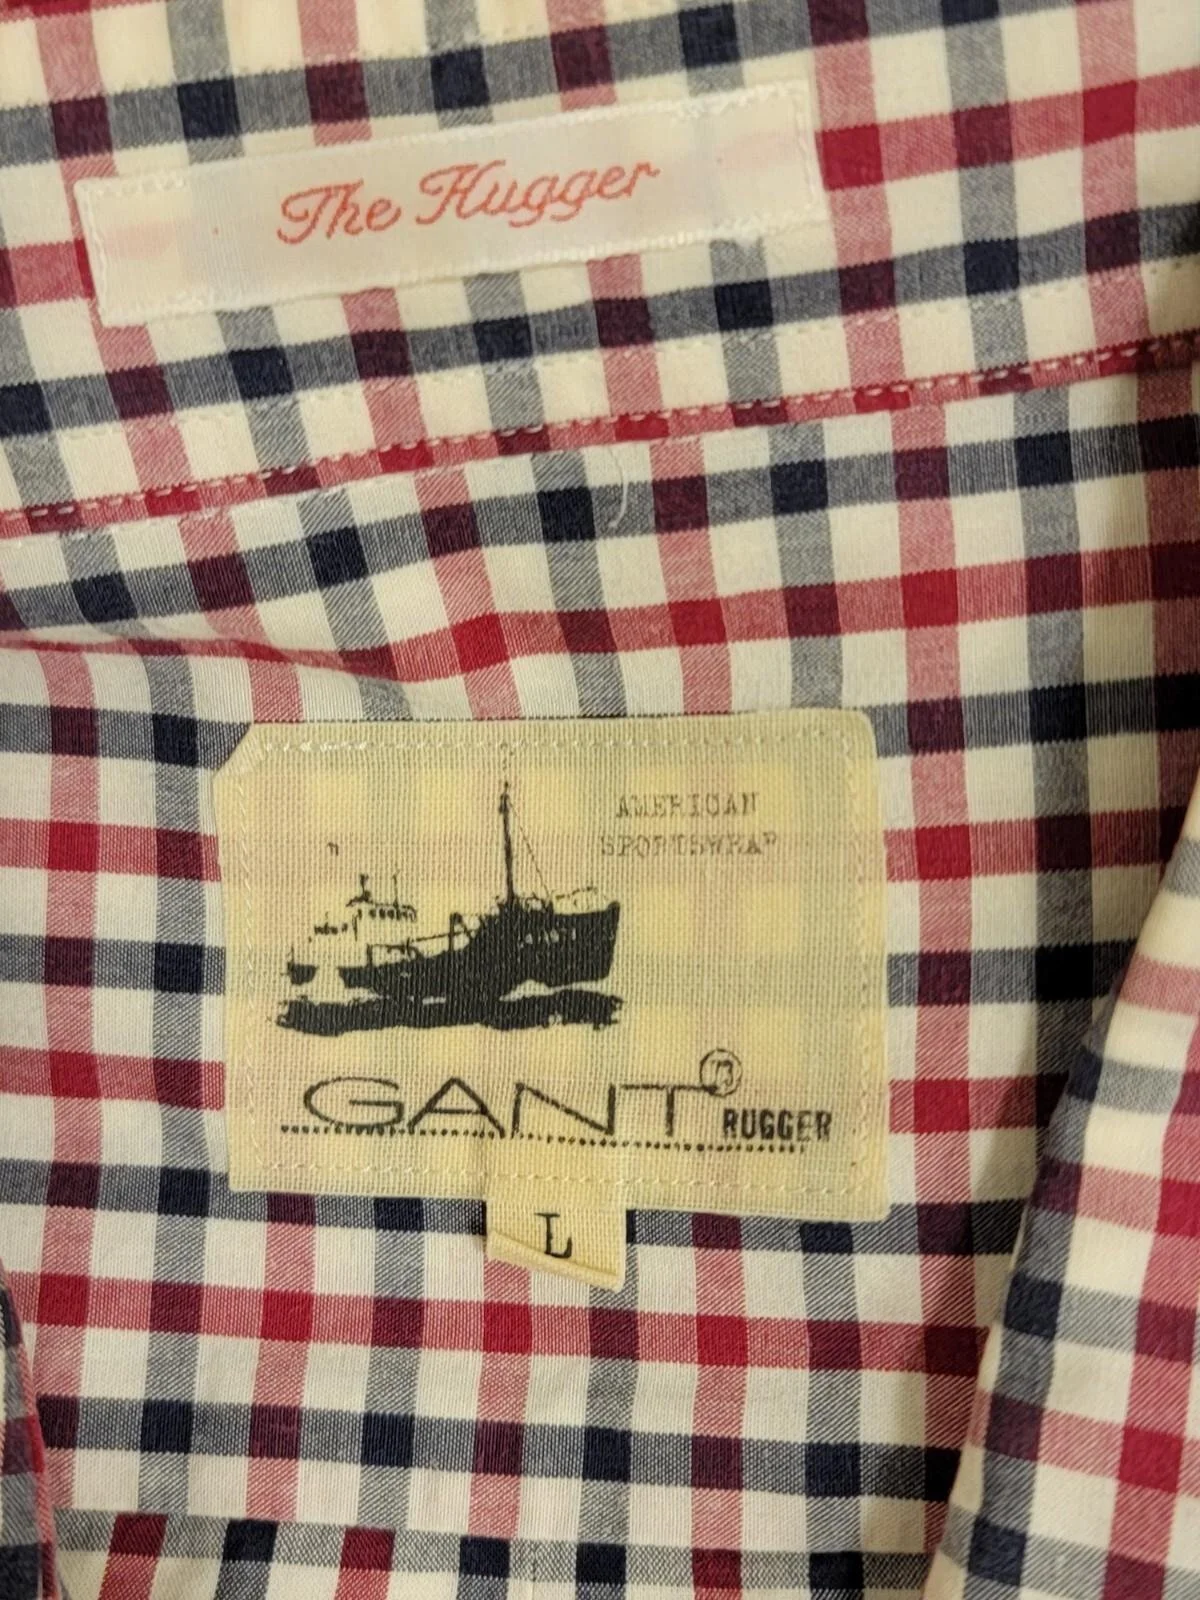 The Hugger
AMERICAN
SPORTSWEAR
GANT®
RUGGER
L